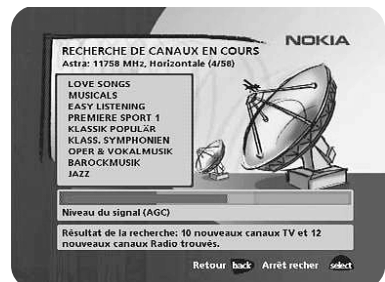 NOKIA
RECHERCHE DE CANAUX EN COURS
Astra: 11758 MHz, Horizontale (4/58)
LOVE SONGS
MUSICALS
EASY LISTENING
PREMIERE SPORT 1
KLASSIK POPULÄR
KLASS. SYMPHONIEN
OPER & VOKALMUSIK
BAROCKMUSIK
JAZZ
Niveau du signal (AGC)
Résultat de la recherche: 10 nouveaux canaux TV et 12
nouveaux canaux Radio trouvés.
Retour back Arrêt recher select